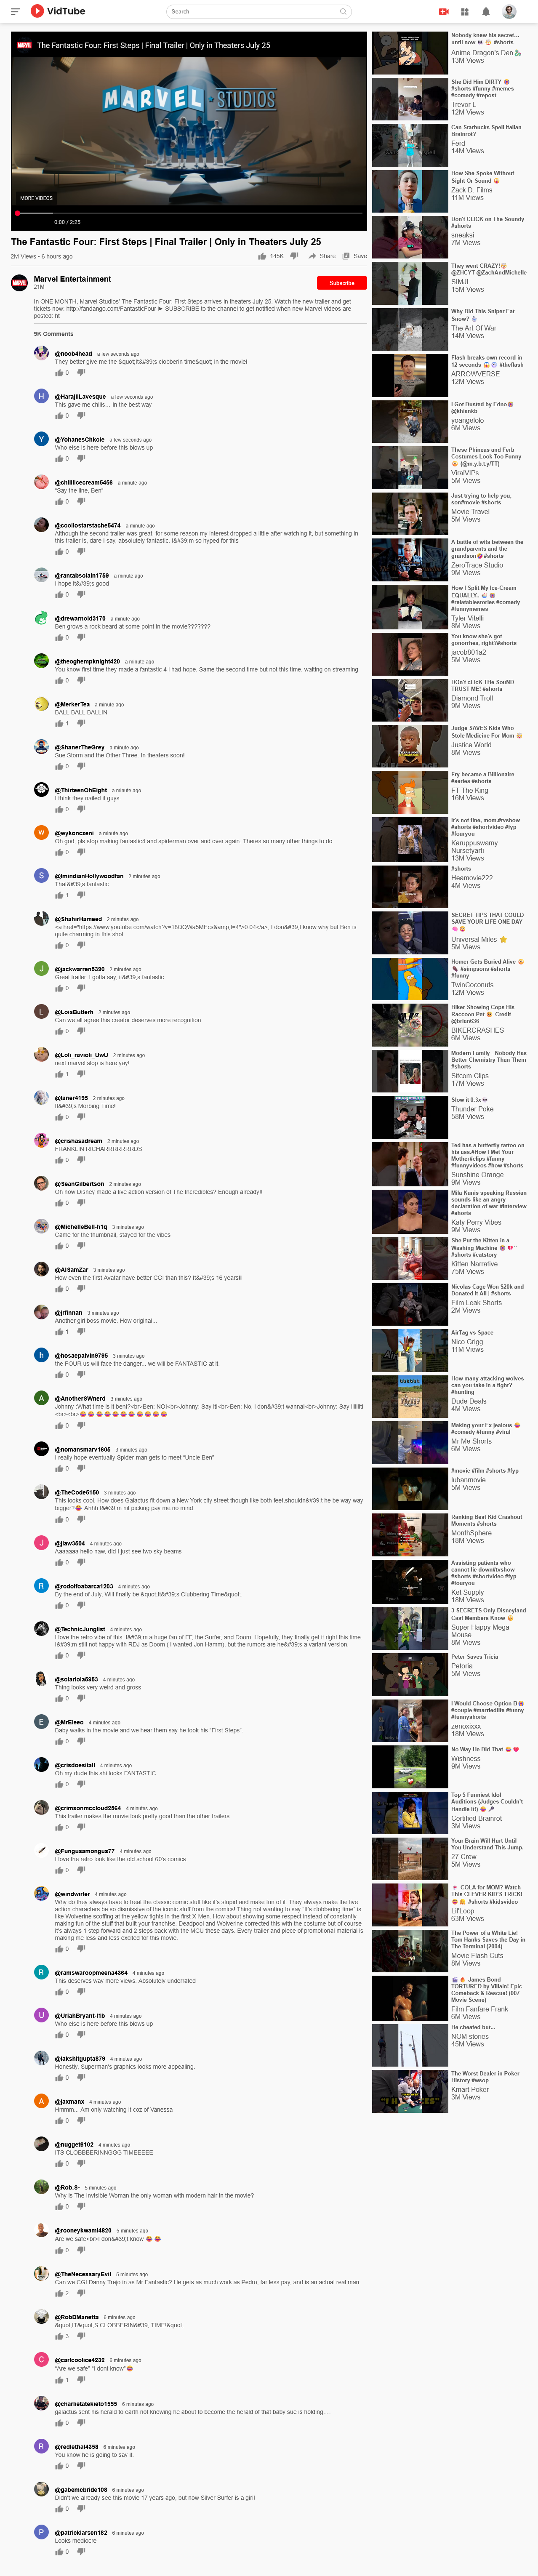 VidTube
Search
MARVEL
The Fantastic Four: First Steps | Final Trailer | Only in Theaters July 25
MARVEL STUDIOS
MORE VIDEOS
0:00 / 2:25
The Fantastic Four: First Steps | Final Trailer | Only in Theaters July 25
2M Views • 6 hours ago
145K
Share
Save
MARVEL
Marvel Entertainment
21M
Subscribe
In ONE MONTH, Marvel Studios' The Fantastic Four: First Steps arrives in theaters July 25. Watch the new trailer and get
tickets now: http://fandango.com/FantasticFour ► SUBSCRIBE to the channel to get notified when new Marvel videos are
posted: ht
9K Comments
@noob4head a few seconds ago
They better give me the &quot;It&#39;s clobberin time&quot; in the movie!
0
H
@HarajliLavesque a few seconds ago
This gave me chills… in the best way
0
Y
@YohanesChkole a few seconds ago
Who else is here before this blows up
0
@chilliicecream5456 a minute ago
“Say the line, Ben”
0
@cooliostarstache5474 a minute ago
Although the second trailer was great, for some reason my interest dropped a little after watching it, but something in
this trailer is, dare I say, absolutely fantastic. I&#39;m so hyped for this
0
@rantabsolain1759 a minute ago
I hope it&#39;s good
0
@drewarnold3170 a minute ago
Ben grows a rock beard at some point in the movie???????
0
@theoghempknight420 a minute ago
You know first time they made a fantastic 4 i had hope. Same the second time but not this time. waiting on streaming
0
@MerkerTea a minute ago
BALL BALL BALLIN
1
@ShanerTheGrey a minute ago
Sue Storm and the Other Three. In theaters soon!
0
@ThirteenOhEight a minute ago
I think they nailed it guys.
0
W
@wykonczeni a minute ago
Oh god, pls stop making fantastic4 and spiderman over and over again. Theres so many other things to do
0
S
@ImIndianHollywoodfan 2 minutes ago
That&#39;s fantastic
1
@ShahirHameed 2 minutes ago
quite charming in this shot
0
J
@jackwarren5390 2 minutes ago
Great trailer. I gotta say, it&#39;s fantastic
0
L
@LoisButlerh 2 minutes ago
Can we all agree this creator deserves more recognition
0
@Loli_ravioli_UwU 2 minutes ago
next marvel slop is here yay!
1
@laner4195 2 minutes ago
It&#39;s Morbing Time!
0
@crishasadream 2 minutes ago
0
@SeanGilbertson 2 minutes ago
Oh now Disney made a live action version of The Incredibles? Enough already!!
0
@MichelleBell-h1q 3 minutes ago
Came for the thumbnail, stayed for the vibes
0
@AlSamZar 3 minutes ago
How even the first Avatar have better CGI than this? It&#39;s 16 years!!
0
@jrfinnan 3 minutes ago
Another girl boss movie. How original...
1
h
@hosaepalvin9795 3 minutes ago
the FOUR us will face the danger... we will be FANTASTIC at it.
0
A
@AnotherSWnerd 3 minutes ago
0
@nomansmarv1605 3 minutes ago
I really hope eventually Spider-man gets to meet “Uncle Ben”
0
@TheCode5150 3 minutes ago
This looks cool. How does Galactus fit down a New York city street though like both feet,shouldn&#39;t he be way way
bigger?😂 Ahhh I&#39;m nit picking pay me no mind.
0
J
@jlaw3504 4 minutes ago
Aaaaaaa hello naw, did I just see two sky beams
0
R
@rodolfoabarca1203 4 minutes ago
By the end of July, Will finally be &quot;It&#39;s Clubbering Time&quot;.
0
@TechnicJunglist 4 minutes ago
I love the retro vibe of this. I&#39;m a huge fan of FF, the Surfer, and Doom. Hopefully, they finally get it right this time.
I&#39;m still not happy with RDJ as Doom ( I wanted Jon Hamm), but the rumors are he&#39;s a variant version.
0
@solarlola5953 4 minutes ago
Thing looks very weird and gross
0
E
@MrEleeo 4 minutes ago
Baby walks in the movie and we hear them say he took his “First Steps”.
0
@crisdoesitall 4 minutes ago
Oh my dude this shi looks FANTASTIC
0
@crimsonmccloud2564 4 minutes ago
This trailer makes the movie look pretty good than the other trailers
0
@Fungusamongus77 4 minutes ago
I love the retro look like the old school 60's comics.
0
@windwirler 4 minutes ago
Why do they always have to treat the classic comic stuff like it's stupid and make fun of it. They always make the lead
action characters be so dismissive of the iconic stuff from the comics! Thing not wanting to say “It's clobbering time” is
like Wolverine scoffing at the yellow tights in the first X-Men. How about showing some respect instead of constantly
making fun of the stuff that built your franchise. Deadpool and Wolverine corrected this with the costume but of course
it's always 1 step forward and 2 steps back with the MCU these days. Every trailer and piece of promotional material is
making me less and less excited for this movie.
0
R
@ramswaroopmeena4364 4 minutes ago
This deserves way more views. Absolutely underrated
0
U
@UriahBryant-l1b 4 minutes ago
Who else is here before this blows up
0
@lakshitgupta879 4 minutes ago
Honestly, Superman's graphics looks more appealing.
0
A
@jaxmanx 4 minutes ago
Hmmm... Am only watching it coz of Vanessa
0
@nugget6102 4 minutes ago
ITS CLOBBBERINNGGG TIMEEEEE
0
@Rob.S- 5 minutes ago
Why is The Invisible Woman the only woman with modern hair in the movie?
0
@rooneykwami4820 5 minutes ago
Are we safe<br>I don&#39;t know 😂😂
0
@TheNecessaryEvil 5 minutes ago
Can we CGI Danny Trejo in as Mr Fantastic? He gets as much work as Pedro, far less pay, and is an actual real man.
2
@RobDManetta 6 minutes ago
&quot;IT&quot;S CLOBBERIN&#39; TIME!&quot;
3
C
@carlcoolice4232 6 minutes ago
“Are we safe” “I dont know”😂
1
@charlietatekieto1555 6 minutes ago
galactus sent his herald to earth not knowing he about to become the herald of that baby sue is holding….
0
R
@redlethal4358 6 minutes ago
You know he is going to say it.
0
@gabemcbride108 6 minutes ago
Didn't we already see this movie 17 years ago, but now Silver Surfer is a girl!
0
P
@patricklarsen182 6 minutes ago
Looks mediocre.
0
Nobody knew his secret…
until now 👀😱 #shorts
Anime Dragon's Den🐉
13M Views
She Did Him DIRTY 💀
#shorts #funny #memes
#comedy #repost
Trevor L
12M Views
Can Starbucks Spell Italian
Brainrot?
Ferd
14M Views
How She Spoke Without
Sight Or Sound
Zack D. Films
11M Views
Don't CLICK on The Soundy
#shorts
sneaksi
7M Views
They went CRAZY!
@ZHCYT @ZachAndMichelle
SIMJI
15M Views
Why Did This Sniper Eat
Snow?
The Art Of War
14M Views
Flash breaks own record in
12 seconds #theflash
ARROWVERSE
12M Views
I Got Dusted by Edno
@khlankb
yoangelolo
6M Views
These Phineas and Ferb
Costumes Look Too Funny
(@m.y.b.t.y/TT)
ViralVIPs
5M Views
Just trying to help you,
son#movie #shorts
Movie Travel
5M Views
A battle of wits between the
grandparents and the
grandson #shorts
ZeroTrace Studio
9M Views
How I Split My Ice-Cream
EQUALLY..
#relatablestories #comedy
#funnymemes
Tyler Vitelli
8M Views
You know she's got
gonorrhea, right?#shorts
jacob801a2
5M Views
DOn't cLicK THe SouND
TRUST ME! #shorts
Diamond Troll
9M Views
Judge SAVES Kids Who
Stole Medicine For Mom
Justice World
8M Views
Fry became a Billionaire
#series #shorts
FT The King
16M Views
It's not fine, mom.#tvshow
#shorts #shortvideo #fyp
#fouryou
Karuppuswamy
Nursetyarti
13M Views
#shorts
Heamovie222
4M Views
SECRET TIPS THAT COULD
SAVE YOUR LIFE ONE DAY
Universal Miles ⭐
5M Views
Homer Gets Buried Alive
#simpsons #shorts
#funny
TwinCoconuts
12M Views
Biker Showing Cops His
Raccoon Pet Credit
@brian636
BIKERCRASHES
6M Views
Modern Family - Nobody Has
Better Chemistry Than Them
#shorts
Sitcom Clips
17M Views
Slow it 0.3x
Thunder Poke
58M Views
Ted has a butterfly tattoo on
his ass.#How I Met Your
Mother#clips #funny
#funnyvideos #how #shorts
Sunshine Orange
9M Views
Mila Kunis speaking Russian
sounds like an angry
declaration of war #interview
#shorts
Katy Perry Vibes
9M Views
She Put the Kitten in a
Washing Machine 💔"
#shorts #catstory
Kitten Narrative
75M Views
Nicolas Cage Won $20k and
Donated It All | #shorts
Film Leak Shorts
2M Views
AirTag vs Space
Nico Grigg
11M Views
How many attacking wolves
can you take in a fight?
#hunting
Dude Deals
4M Views
Making your Ex jealous
#comedy #funny #viral
Mr Me Shorts
6M Views
#movie #film #shorts #fyp
lubanmovie
5M Views
Ranking Best Kid Crashout
Moments #shorts
MonthSphere
18M Views
Assisting patients who
cannot lie down#tvshow
#shorts #shortvideo #fyp
#fouryou
Ket Supply
18M Views
3 SECRETS Only Disneyland
Cast Members Know
Super Happy Mega
Mouse
8M Views
Peter Saves Tricia
Petoria
5M Views
I Would Choose Option B
#couple #marriedlife #funny
#funnyshorts
zenoxixxx
18M Views
No Way He Did That
Wishness
9M Views
Top 5 Funniest Idol
Auditions (Judges Couldn't
Handle It!)
Certified Brainrot
3M Views
Your Brain Will Hurt Until
You Understand This Jump.
27 Crew
5M Views
COLA for MOM? Watch
This CLEVER KID'S TRICK!
#shorts #kidsvideo
Lil'Loop
63M Views
The Power of a White Lie!
Tom Hanks Saves the Day in
The Terminal (2004)
Movie Flash Cuts
8M Views
James Bond
TORTURED by Villain! Epic
Comeback & Rescue! (007
Movie Scene)
Film Fanfare Frank
6M Views
He cheated but...
NOM stories
45M Views
The Worst Dealer in Poker
History #wsop
Kmart Poker
3M Views